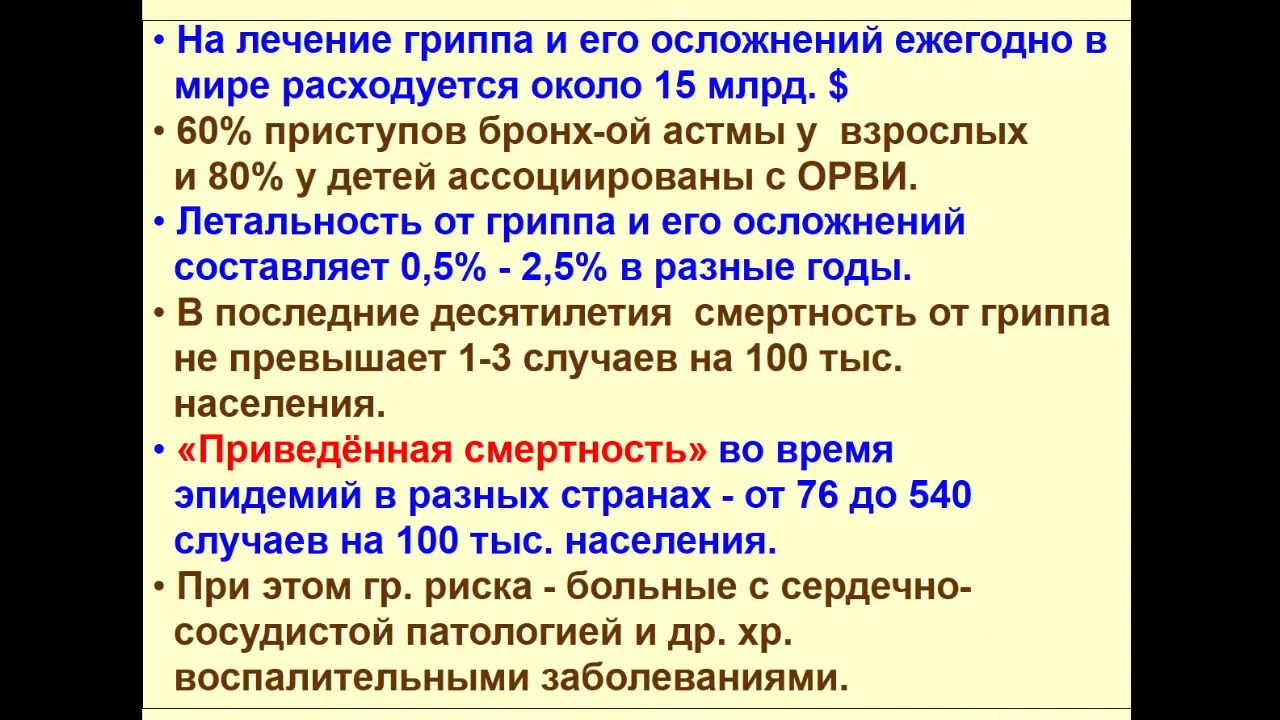 • На лечение гриппа и его осложнений ежегодно в
мире расходуется около 15 млрд. $
• 60% приступов бронх-ой астмы у взрослых
и 80% у детей ассоциированы с ОРВИ.
• Летальность от гриппа и его осложнений
составляет 0,5% - 2,5% в разные годы.
• В последние десятилетия смертность от гриппа
не превышает 1-3 случаев на 100 тыс.
населения.
• «Приведённая смертность» во время
эпидемий в разных странах - от 76 до 540
случаев на 100 тыс. населения.
• При этом гр. риска - больные с сердечно-
сосудистой патологией и др. хр.
воспалительными заболеваниями.